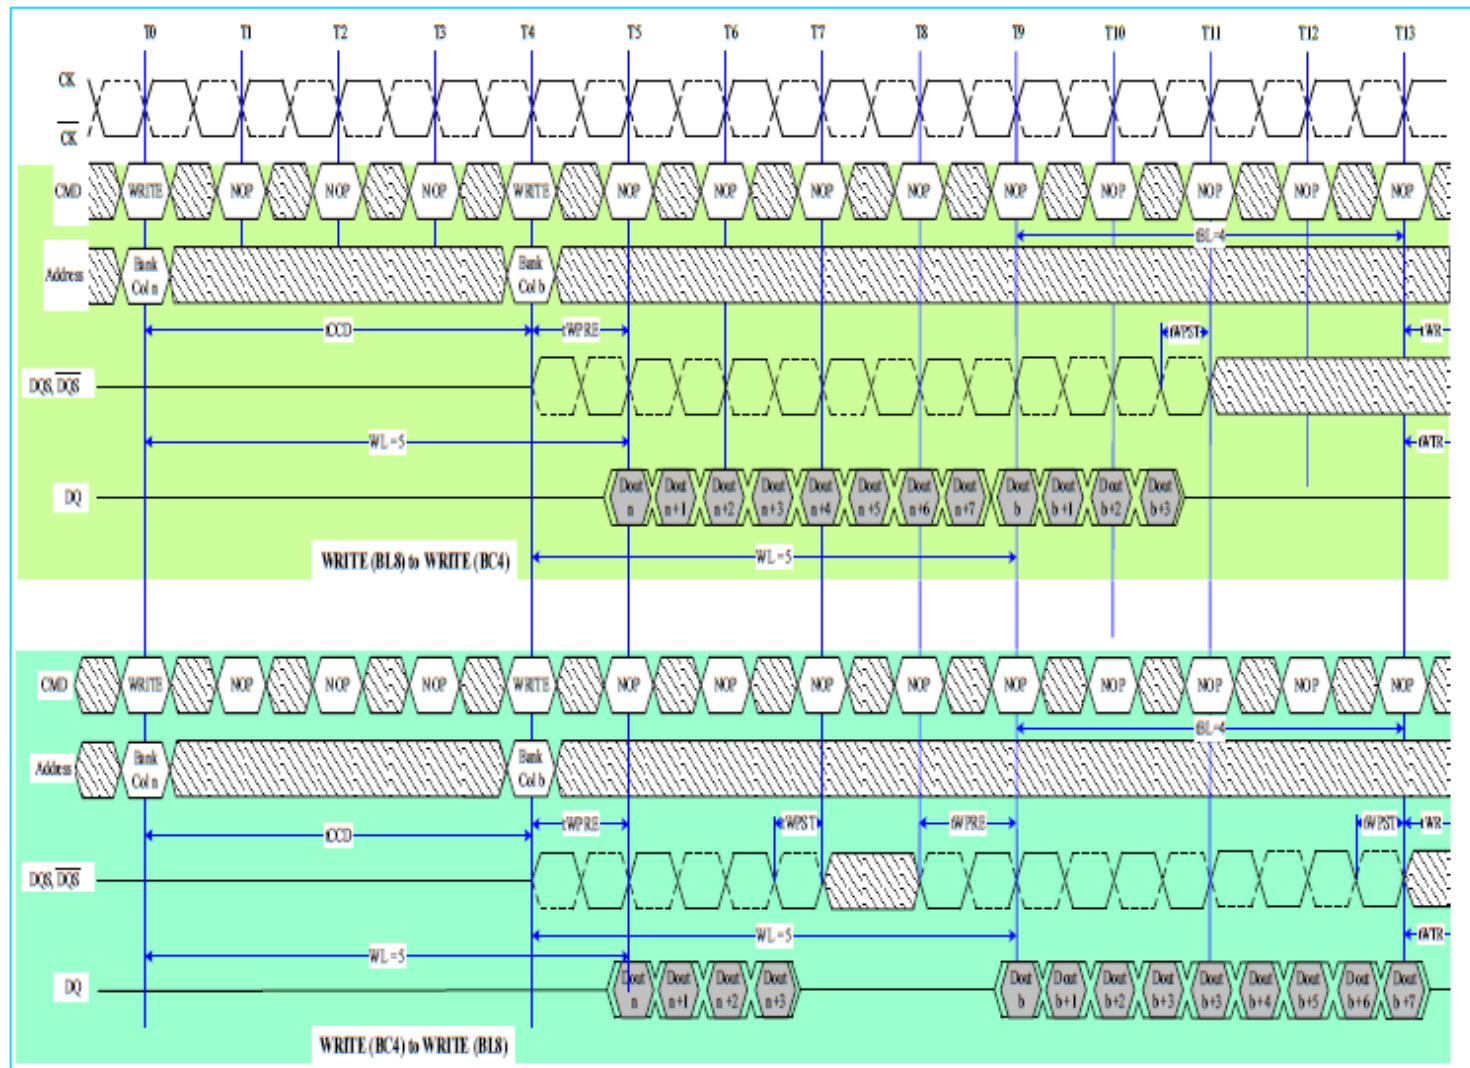 T0 T1 T2 T3 T4 T5 T6 T7 T8 T9 T10 T11 T12 T13
CK
CK
CMD WRITE NOP NOP NOP WRITE NOP NOP NOP NOP NOP NOP NOP NOP NOP
tBL=4
Address Bank Col n Bank Col b
tCCD tWPRE tWPST tWR
DQS, DQS
WL = 5 tWTR
DQ Dout n Dout n+1 Dout n+2 Dout n+3 Dout n+4 Dout n+5 Dout n+6 Dout n+7 Dout b Dout b+1 Dout b+2 Dout b+3
WRITE (BL8) to WRITE (BC4) WL = 5
CMD WRITE NOP NOP NOP WRITE NOP NOP NOP NOP NOP NOP NOP NOP NOP
tBL=4
Address Bank Col n Bank Col b
tCCD tWPRE tWPST tWPRE tWPST tWR
DQS, DQS
WL = 5 tWTR
WL = 5
DQ Dout n Dout n+1 Dout n+2 Dout n+3 Dout b Dout b+1 Dout b+2 Dout b+3 Dout b+3 Dout b+4 Dout b+5 Dout b+6 Dout b+7
WRITE (BC4) to WRITE (BL8)